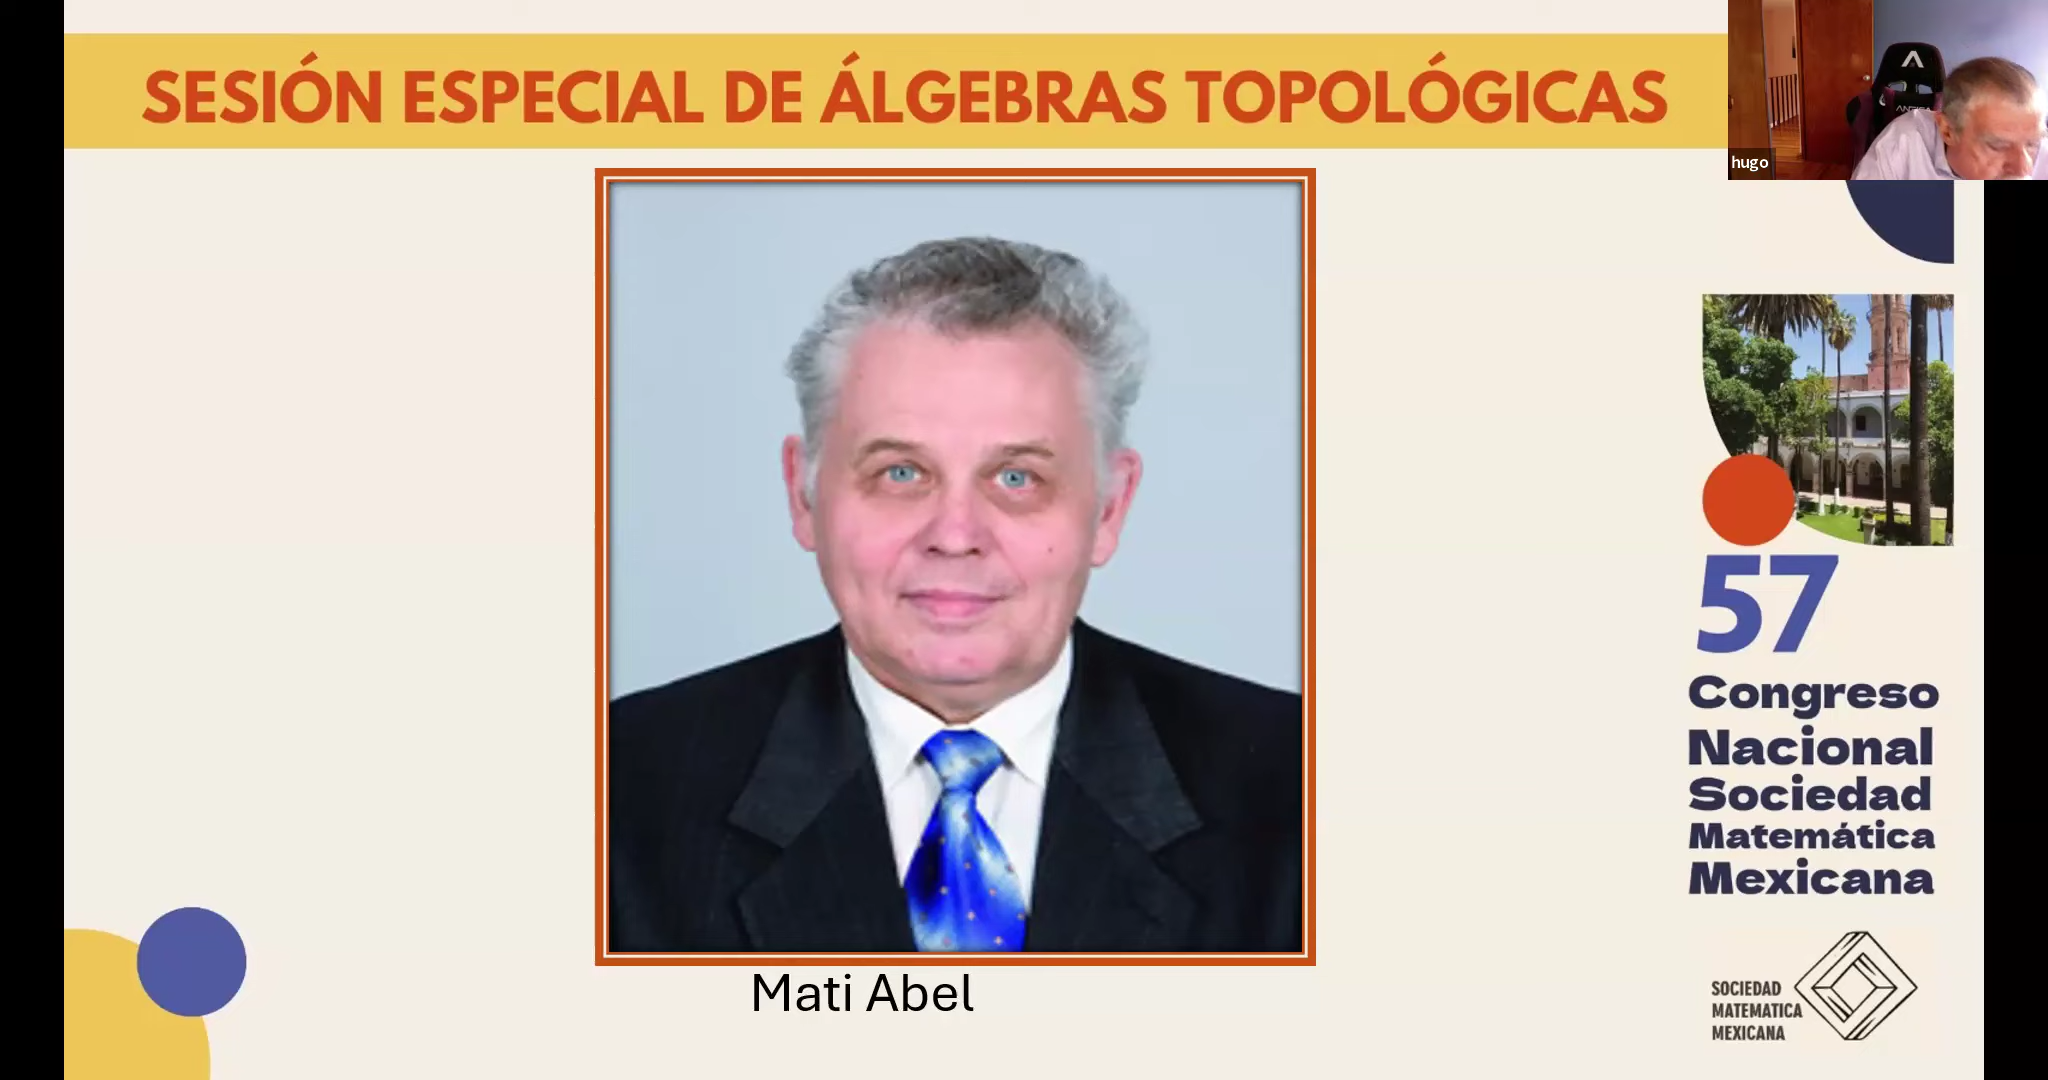 SESIÓN ESPECIAL DE ÁLGEBRAS TOPOLÓGICAS
hugo
Mati Abel
57
Congreso
Nacional
Sociedad
Matemática
Mexicana
SOCIEDAD
MATEMATICA
MEXICANA